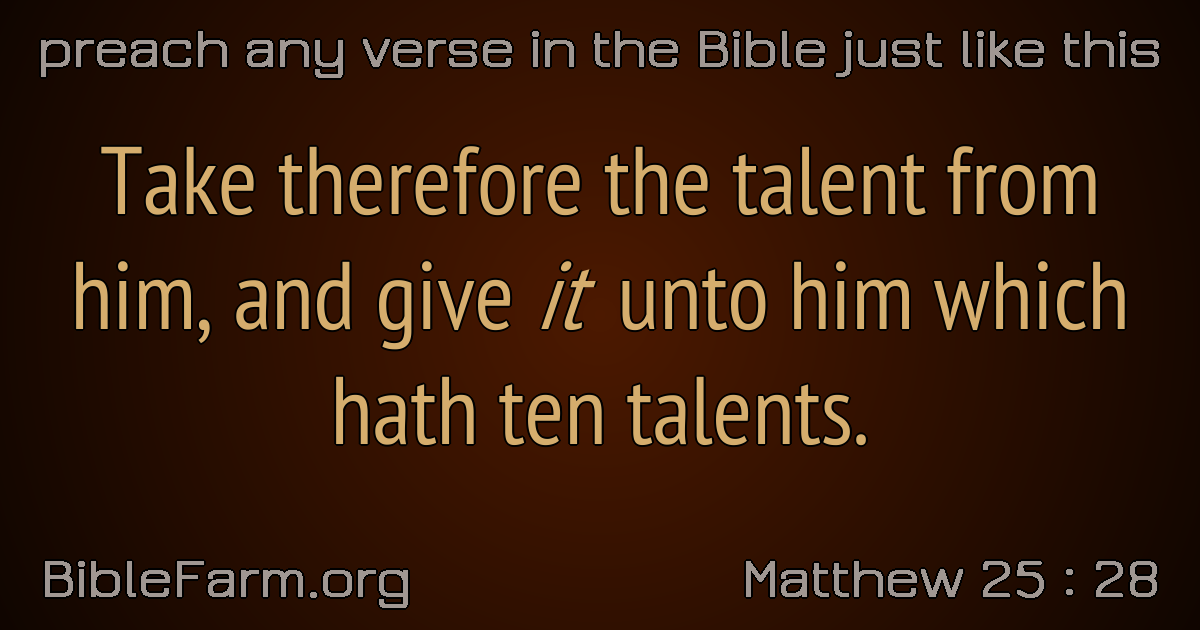 preach any verse in the Bible just like this
Take therefore the talent from
him, and give it unto him which
hath ten talents.
BibleFarm.org
Matthew 25 : 28